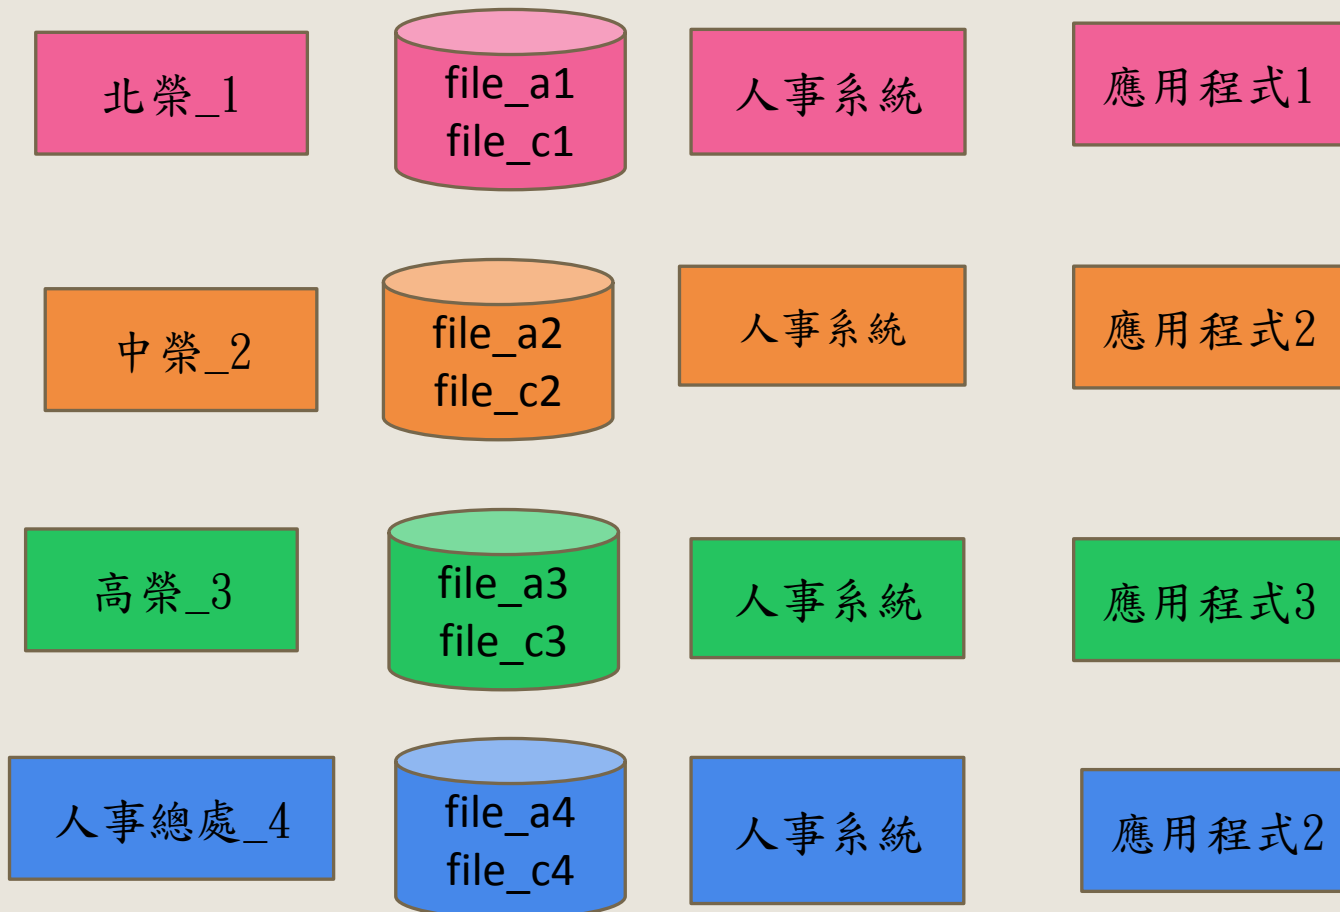 北榮_1
file_a1
file_c1
人事系統
應用程式1
中榮_2
file_a2
file_c2
人事系統
應用程式2
高榮_3
file_a3
file_c3
人事系統
應用程式3
人事總處_4
file_a4
file_c4
人事系統
應用程式2